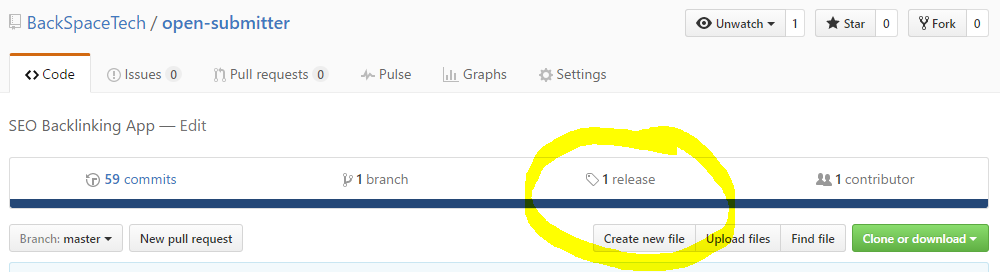 BackSpaceTech / open-submitter
Unwatch 1 Star 0 Fork 0
Code Issues 0 Pull requests 0 Pulse Graphs Settings
SEO Backlinking App — Edit
59 commits 1 branch 1 release 1 contributor
Branch: master New pull request Create new file Upload files Find file Clone or download